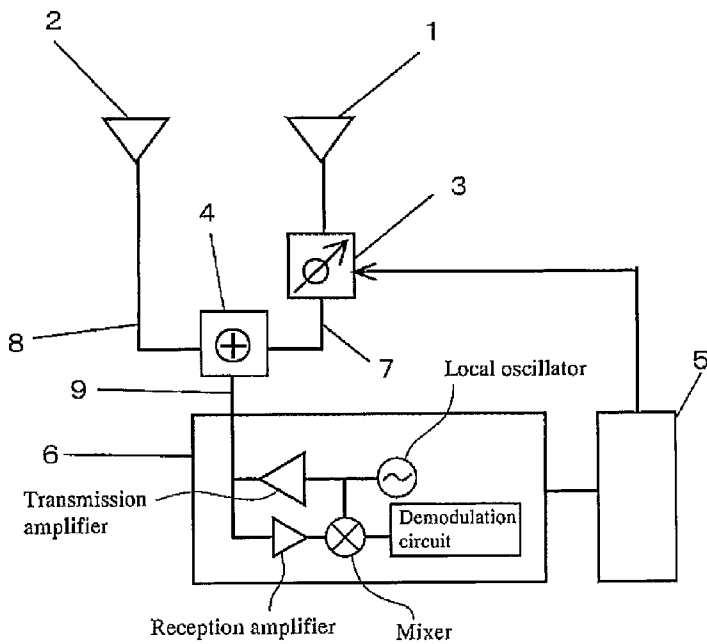 2
1
3
4
8
7
Local oscillator
5
9
6
Transmission
amplifier
Demodulation
circuit
Reception amplifier
Mixer